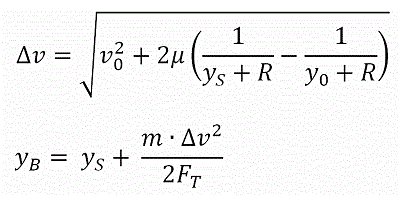 Δv = √(v₀² + 2μ(1/(y_S + R) − 1/(y₀ + R)))
y_B = y_S + (m · Δv²)/(2F_T)